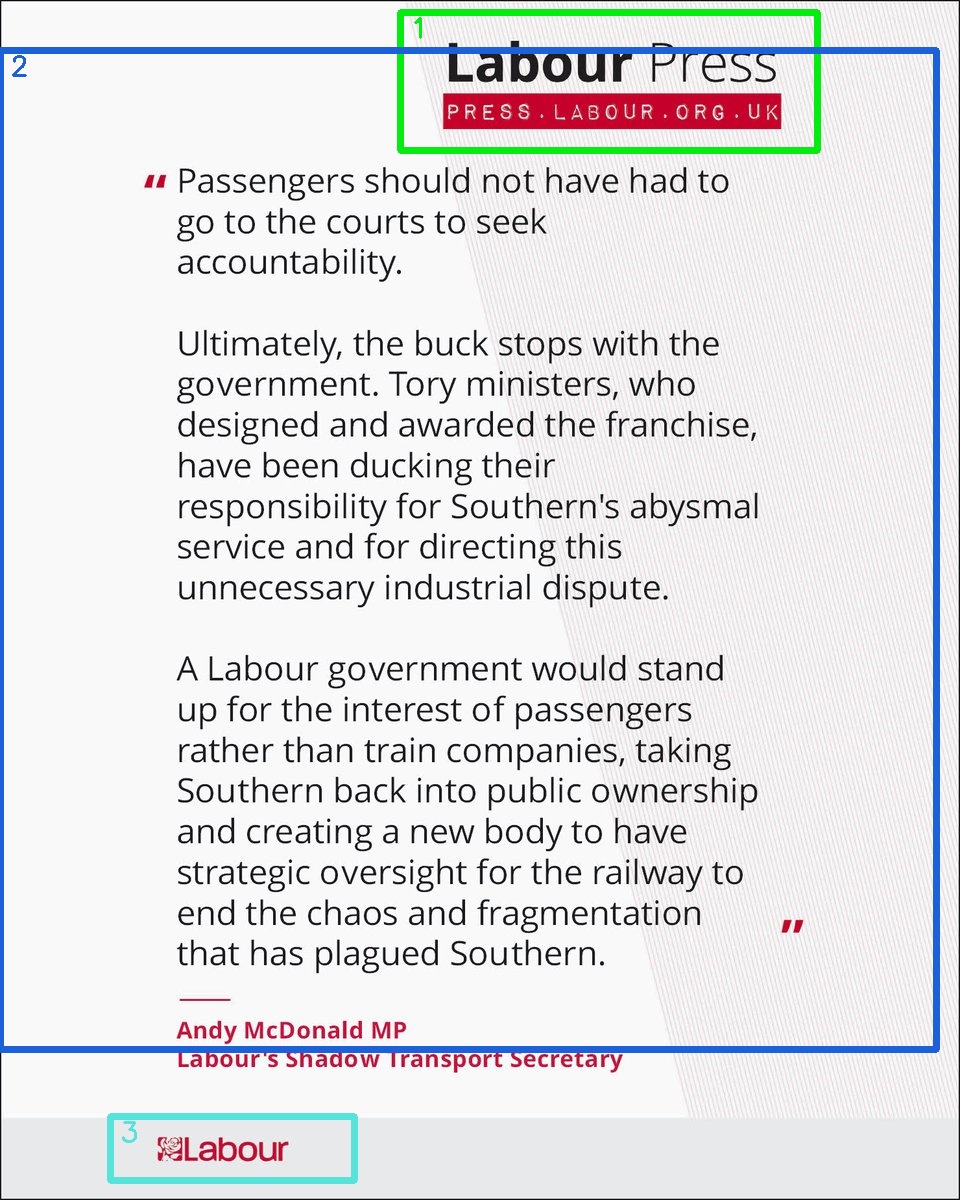 Labour Press
PRESS.LABOUR.ORG.UK
“ Passengers should not have had to
go to the courts to seek
accountability.
Ultimately, the buck stops with the
government. Tory ministers, who
designed and awarded the franchise,
have been ducking their
responsibility for Southern's abysmal
service and for directing this
unnecessary industrial dispute.
A Labour government would stand
up for the interest of passengers
rather than train companies, taking
Southern back into public ownership
and creating a new body to have
strategic oversight for the railway to
end the chaos and fragmentation
that has plagued Southern. ”
Andy McDonald MP
Labour's Shadow Transport Secretary
Labour